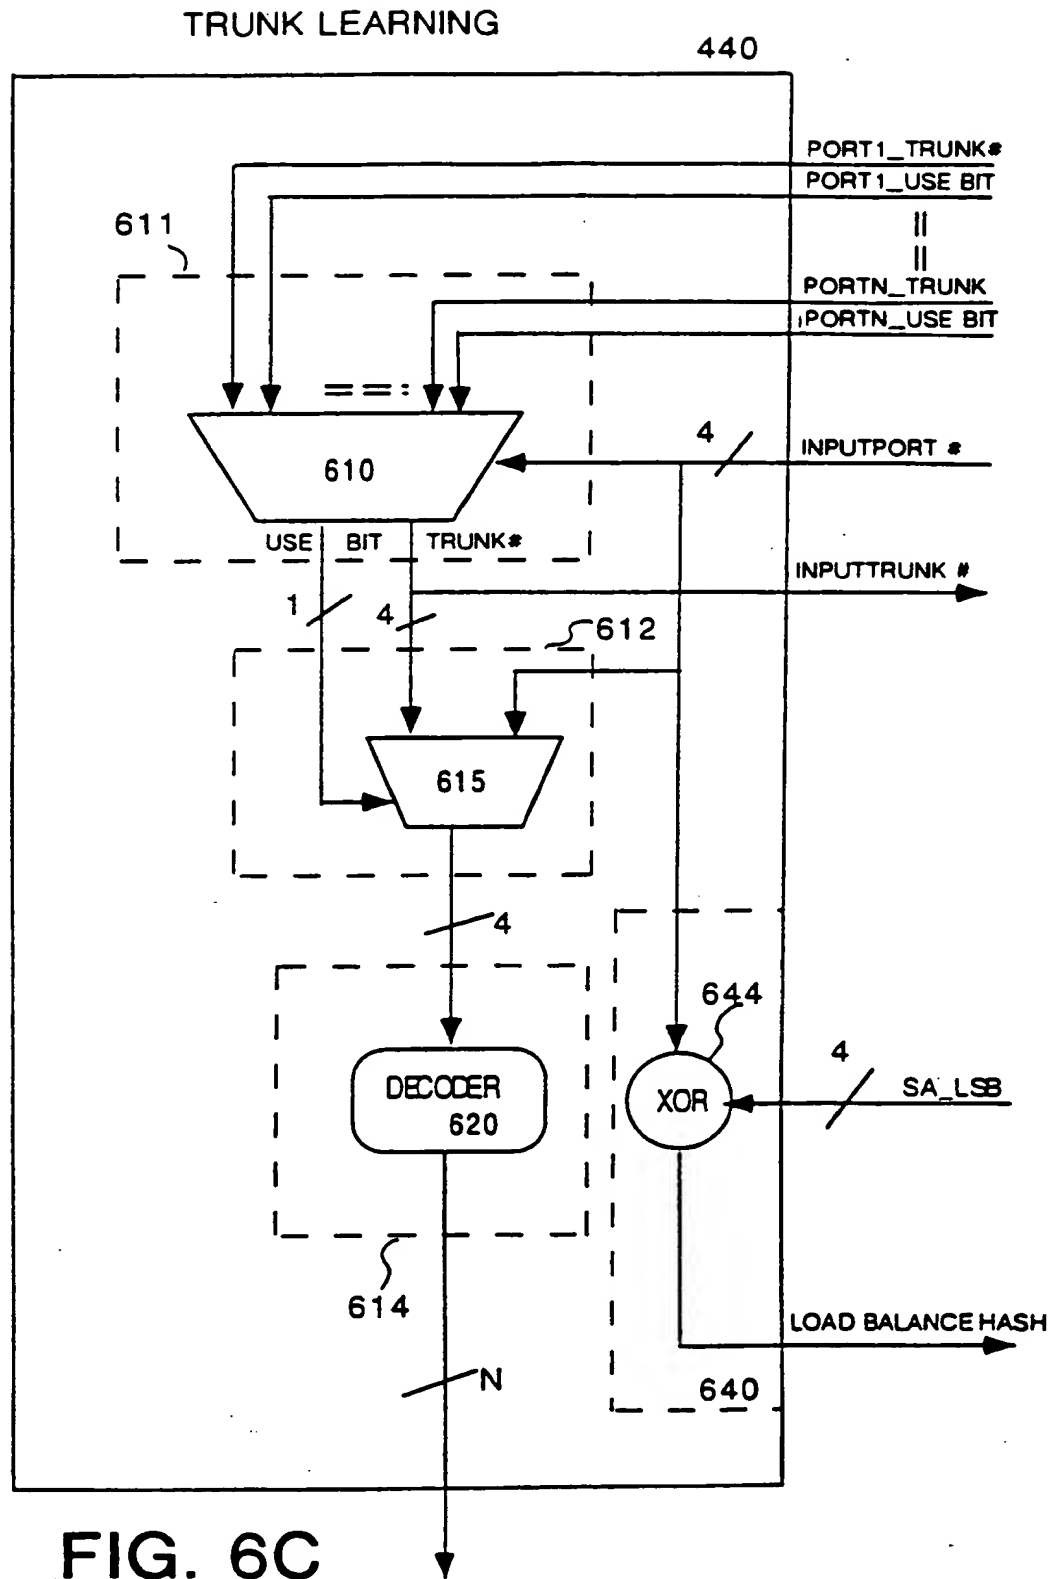 TRUNK LEARNING
440
PORT1_TRUNK#
PORT1_USE BIT
611
PORTN_TRUNK
PORTN_USE BIT
4
INPUTPORT #
610
USE BIT TRUNK#
INPUTTRUNK #
1
4
612
615
4
644
4
DECODER
620
XOR
SA_LSB
614
LOAD BALANCE HASH
N
640
FIG. 6C